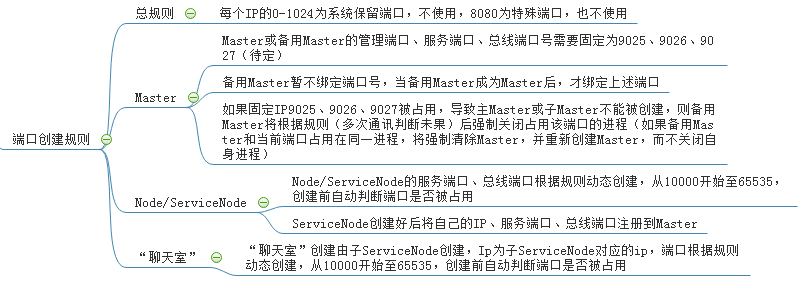 总规则
每个IP的0-1024为系统保留端口，不使用，8080为特殊端口，也不使用
Master或备用Master的管理端口、服务端口、总线端口号需要固定为9025、9026、90
27（待定）
Master
备用Master暂不绑定端口号，当备用Master成为Master后，才绑定上述端口
如果固定IP9025、9026、9027被占用，导致主Master或子Master不能被创建，则备用
Master将根据规则（多次通讯判断未果）后强制关闭占用该端口的进程（如果备用Mas
ter和当前端口占用在同一进程，将强制清除Master，并重新创建Master，而不关闭自
身进程）
端口创建规则
Node/ServiceNode
Node/ServiceNode的服务端口、总线端口根据规则动态创建，从10000开始至65535，
创建前自动判断端口是否被占用
ServiceNode创建好后将自己的IP、服务端口、总线端口注册到Master
“聊天室”
“聊天室”创建由子ServiceNode创建，Ip为子ServiceNode对应的ip，端口根据规则
动态创建，从10000开始至65535，创建前自动判断端口是否被占用